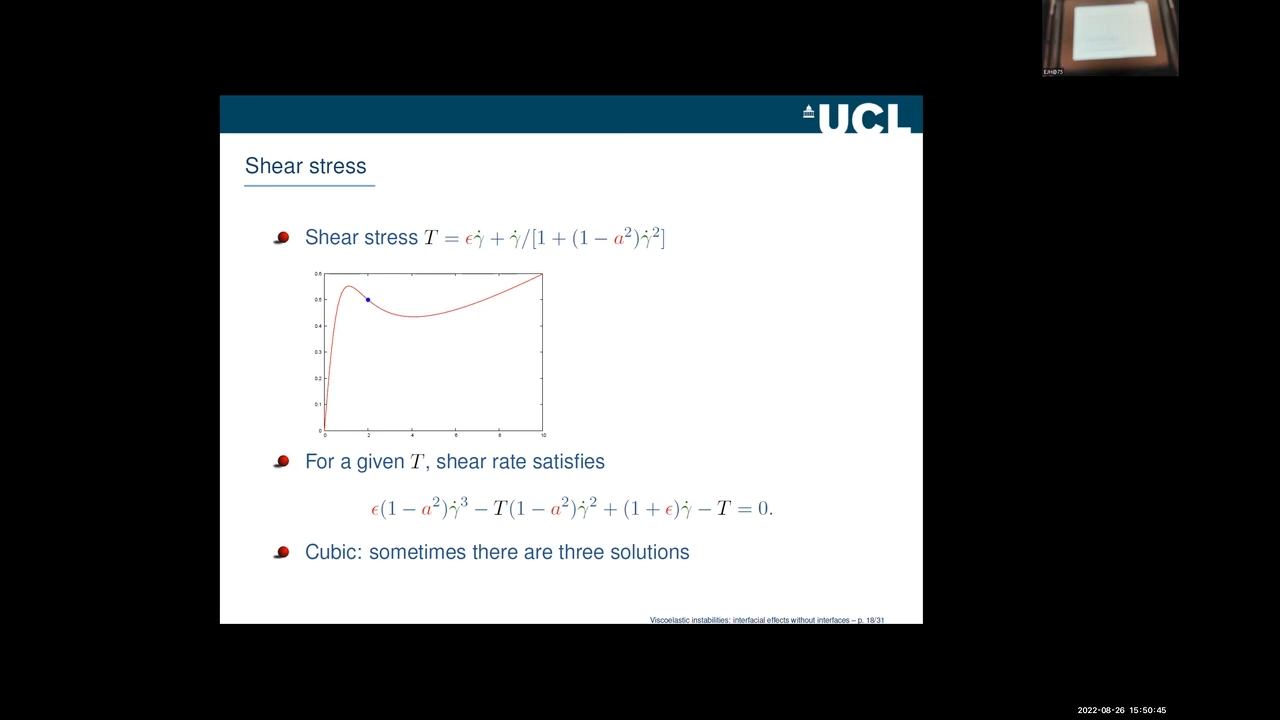 EJH@75
UCL
Shear stress
Shear stress T = ϵγ̇ + γ̇/[1 + (1 − a²)γ̇²]
0.6
0.5
0.4
0.3
0.2
0.1
0
0 2 4 6 8 10
For a given T, shear rate satisfies
ϵ(1 − a²)γ̇³ − T(1 − a²)γ̇² + (1 + ϵ)γ̇ − T = 0.
Cubic: sometimes there are three solutions
Viscoelastic instabilities: interfacial effects without interfaces – p. 18/31
2022-08-26 15:50:45